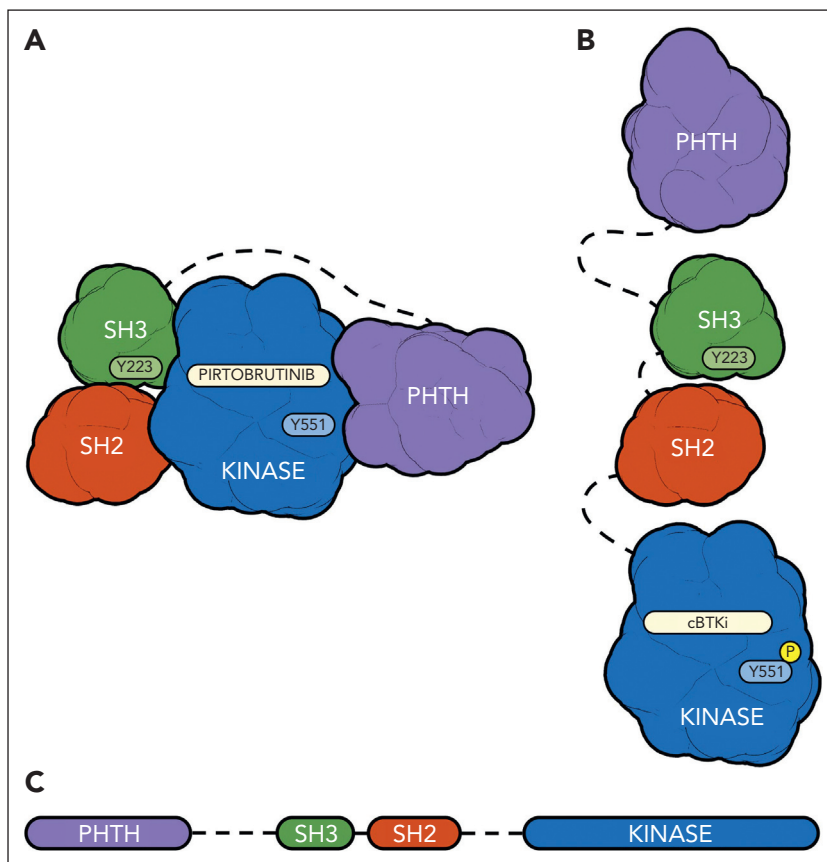 A
SH3
Y223
SH2
PIRTOBRUTINIB
Y551
KINASE
PHTH
B
PHTH
SH3
Y223
SH2
cBTKi
P
Y551
KINASE
C
PHTH
SH3
SH2
KINASE